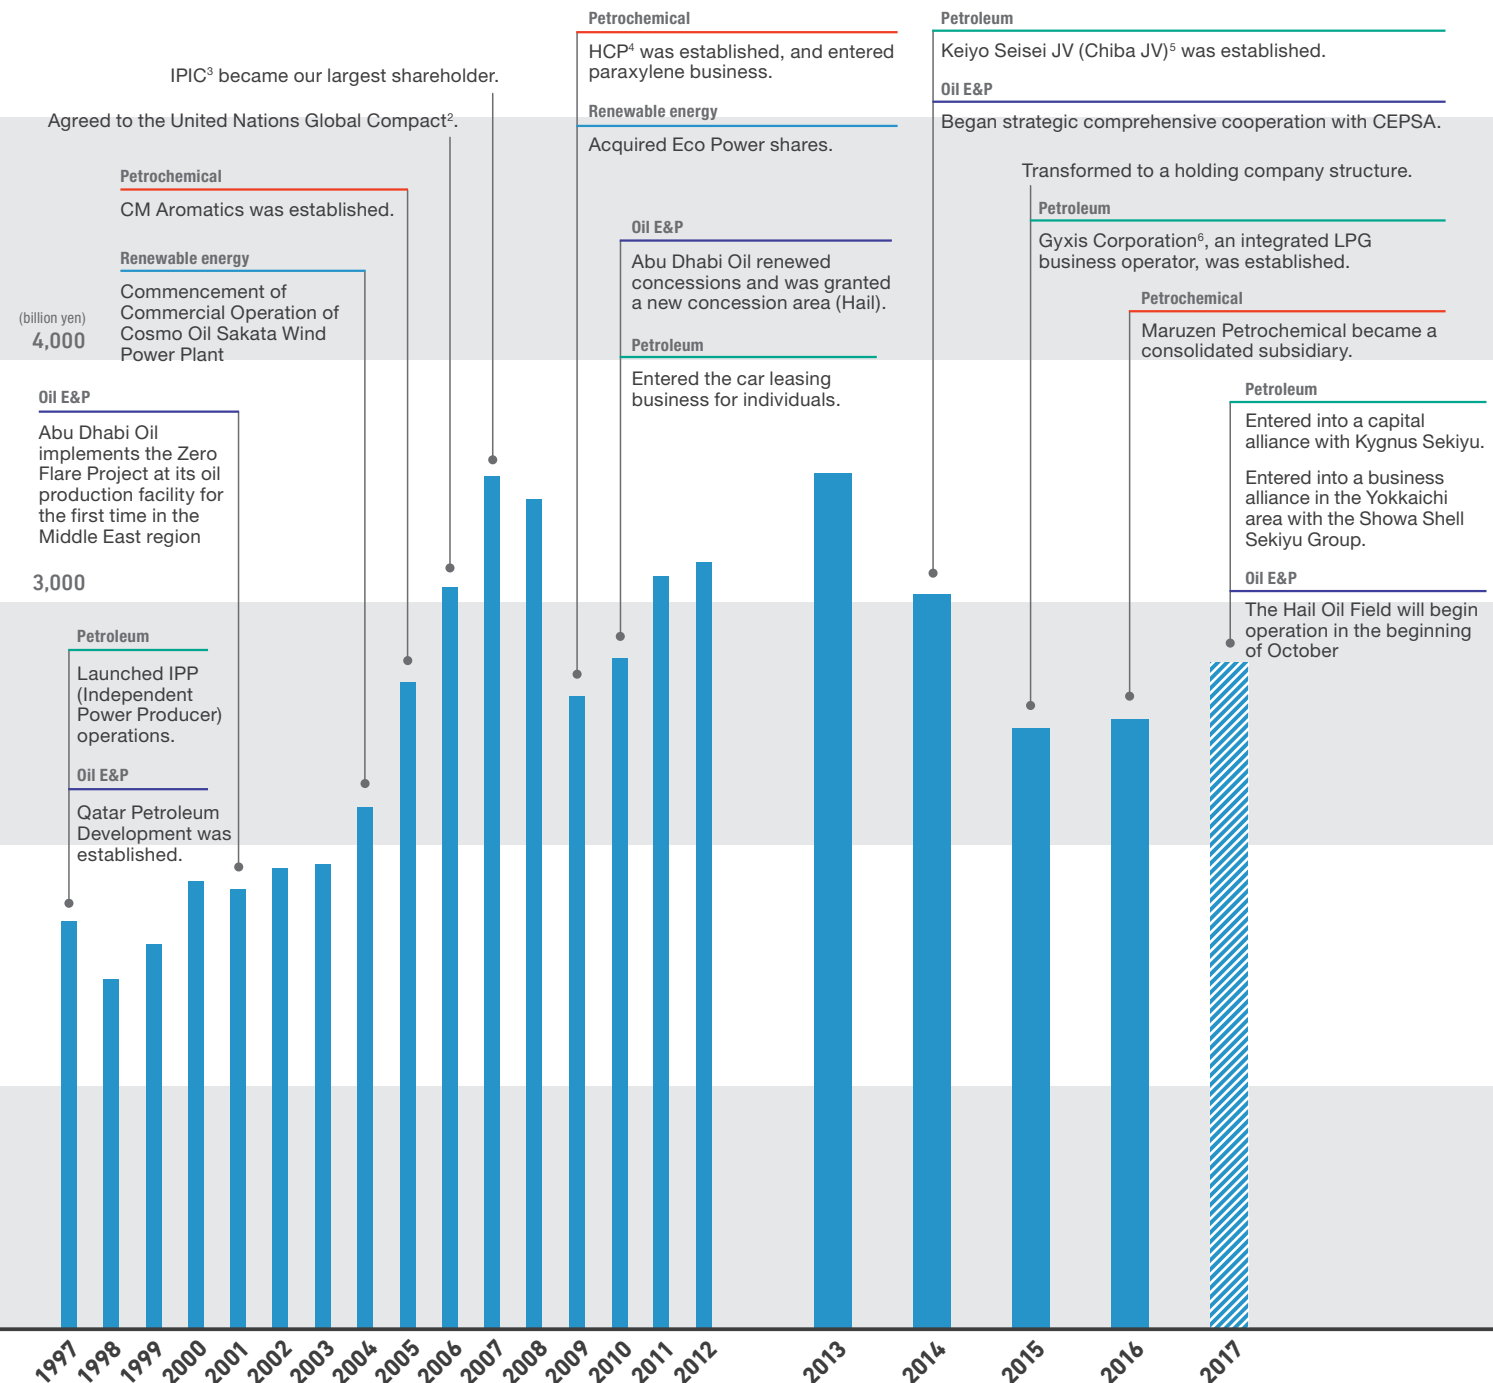 Petrochemical
HCP⁴ was established, and entered
paraxylene business.
Renewable energy
Acquired Eco Power shares.
Petroleum
Keiyo Seisei JV (Chiba JV)⁵ was established.
Oil E&P
Began strategic comprehensive cooperation with CEPSA.
IPIC³ became our largest shareholder.
Agreed to the United Nations Global Compact².
Petrochemical
CM Aromatics was established.
Renewable energy
Commencement of
Commercial Operation of
Cosmo Oil Sakata Wind
Power Plant
Oil E&P
Abu Dhabi Oil renewed
concessions and was granted
a new concession area (Hail).
Petroleum
Entered the car leasing
business for individuals.
Transformed to a holding company structure.
Petroleum
Gyxis Corporation⁶, an integrated LPG
business operator, was established.
Petrochemical
Maruzen Petrochemical became a
consolidated subsidiary.
Petroleum
Entered into a capital
alliance with Kygnus Sekiyu.
Entered into a business
alliance in the Yokkaichi
area with the Showa Shell
Sekiyu Group.
Oil E&P
The Hail Oil Field will begin
operation in the beginning
of October
(billion yen)
4,000
Oil E&P
Abu Dhabi Oil
implements the Zero
Flare Project at its oil
production facility for
the first time in the
Middle East region
3,000
Petroleum
Launched IPP
(Independent
Power Producer)
operations.
Oil E&P
Qatar Petroleum
Development was
established.
1997
1998
1999
2000
2001
2002
2003
2004
2005
2006
2007
2008
2009
2010
2011
2012
2013
2014
2015
2016
2017